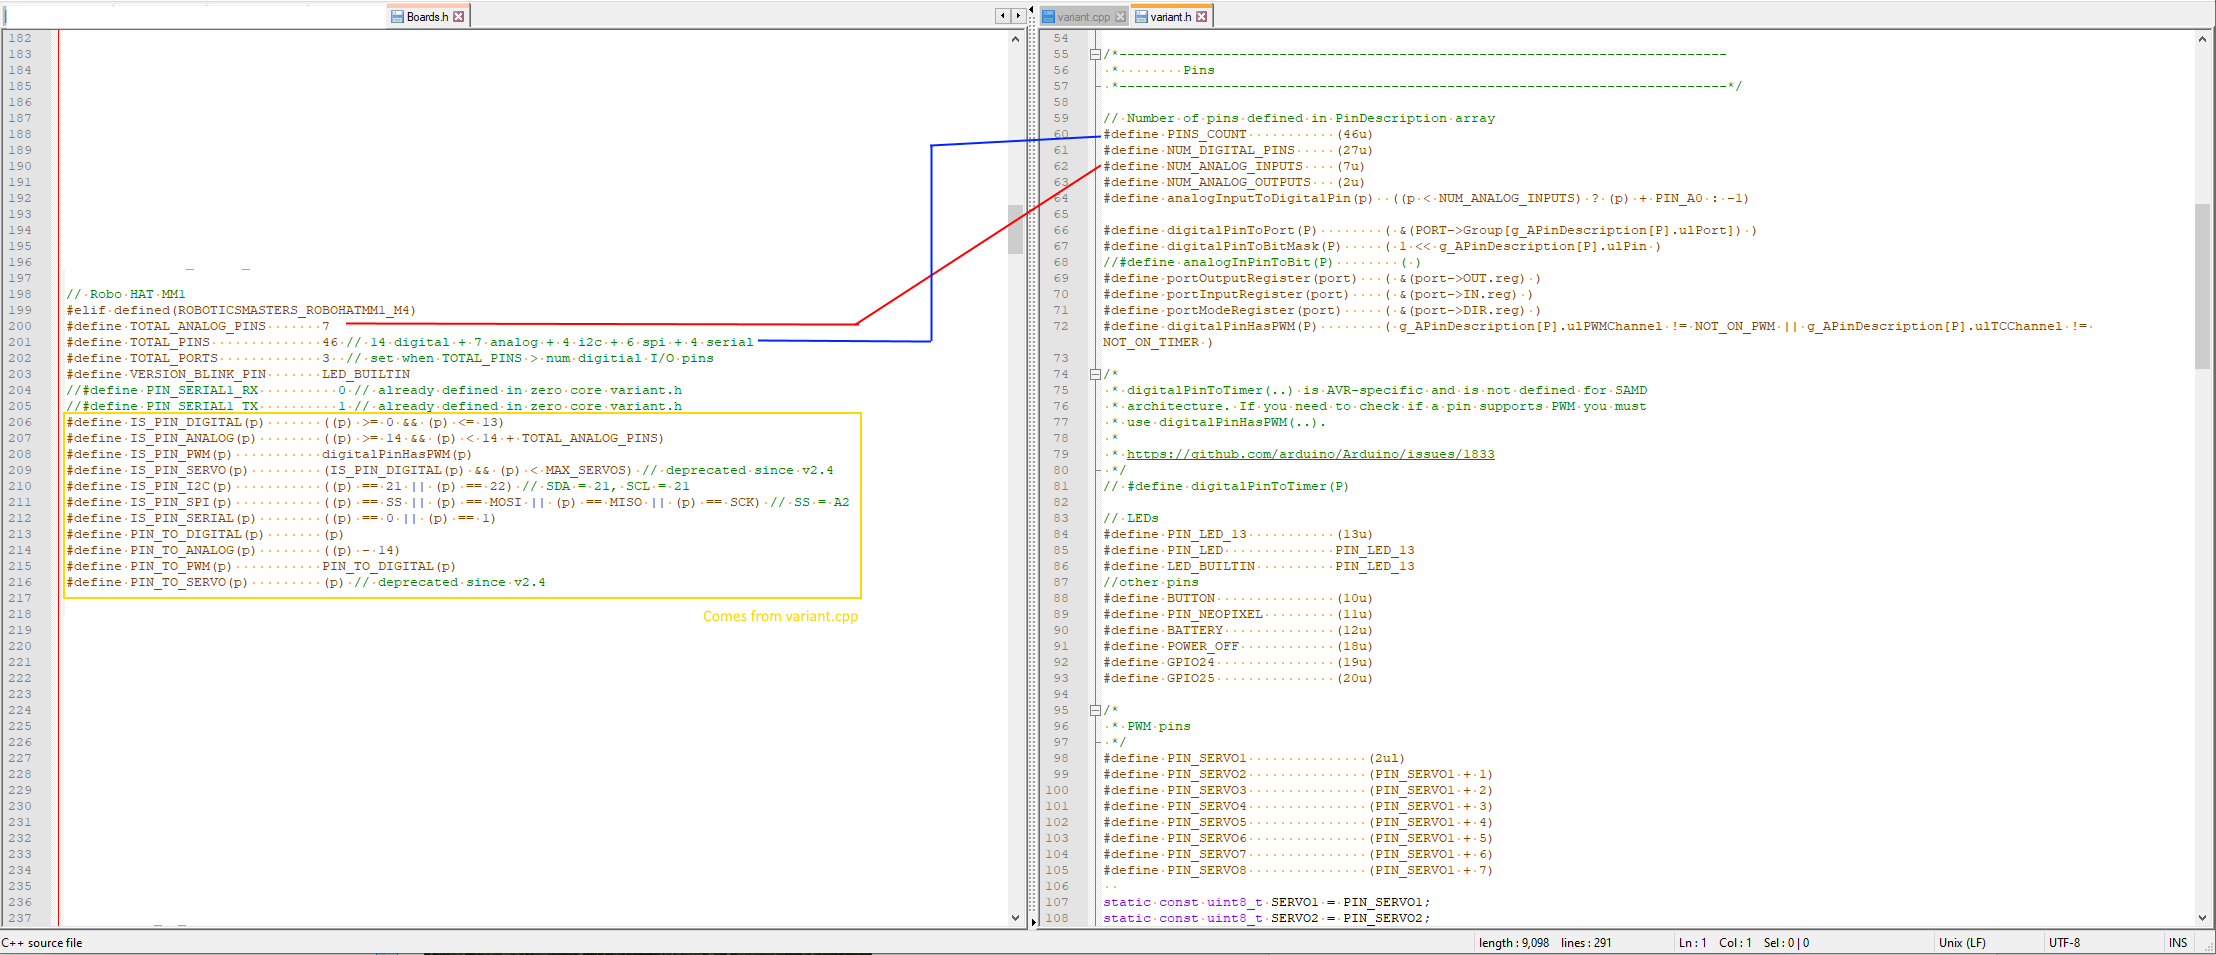 Boards.h
182
183
184
185
186
187
188
189
190
191
192
193
194
195
196
197
198 // Robo HAT MM1
199 #elif defined(ROBOTICSMASTERS_ROBOHATMM1_M4)
200 #define TOTAL_ANALOG_PINS 7
201 #define TOTAL_PINS 46 // 14 digital + 7 analog + 4 i2c + 6 spi + 4 serial
202 #define TOTAL_PORTS 3 // set when TOTAL_PINS > num digitial I/O pins
203 #define VERSION_BLINK_PIN LED_BUILTIN
204 //#define PIN_SERIAL1_RX 0 // already defined in zero core variant.h
205 //#define PIN_SERIAL1_TX 1 // already defined in zero core variant.h
206 #define IS_PIN_DIGITAL(p) ((p) >= 0 && (p) <= 13)
207 #define IS_PIN_ANALOG(p) ((p) >= 14 && (p) < 14 + TOTAL_ANALOG_PINS)
208 #define IS_PIN_PWM(p) digitalPinHasPWM(p)
209 #define IS_PIN_SERVO(p) (IS_PIN_DIGITAL(p) && (p) < MAX_SERVOS) // deprecated since v2.4
210 #define IS_PIN_I2C(p) ((p) == 21 || (p) == 22) // SDA = 21, SCL = 21
211 #define IS_PIN_SPI(p) ((p) == SS || (p) == MOSI || (p) == MISO || (p) == SCK) // SS = A2
212 #define IS_PIN_SERIAL(p) ((p) == 0 || (p) == 1)
213 #define PIN_TO_DIGITAL(p) (p)
214 #define PIN_TO_ANALOG(p) ((p) - 14)
215 #define PIN_TO_PWM(p) PIN_TO_DIGITAL(p)
216 #define PIN_TO_SERVO(p) (p) // deprecated since v2.4
217
218 Comes from variant.cpp
219
220
221
222
223
224
225
226
227
228
229
230
231
232
233
234
235
236
237
variant.cpp variant.h
54
55 /*----------------------------------------------------------------------------
56 * Pins
57 *----------------------------------------------------------------------------*/
58
59 // Number of pins defined in PinDescription array
60 #define PINS_COUNT (46u)
61 #define NUM_DIGITAL_PINS (27u)
62 #define NUM_ANALOG_INPUTS (7u)
63 #define NUM_ANALOG_OUTPUTS (2u)
64 #define analogInputToDigitalPin(p) ((p < NUM_ANALOG_INPUTS) ? (p) + PIN_A0 : -1)
65
66 #define digitalPinToPort(P) ( &(PORT->Group[g_APinDescription[P].ulPort]) )
67 #define digitalPinToBitMask(P) ( 1 << g_APinDescription[P].ulPin )
68 //#define analogInPinToBit(P) ( )
69 #define portOutputRegister(port) ( &(port->OUT.reg) )
70 #define portInputRegister(port) ( &(port->IN.reg) )
71 #define portModeRegister(port) ( &(port->DIR.reg) )
72 #define digitalPinHasPWM(P) ( g_APinDescription[P].ulPWMChannel != NOT_ON_PWM || g_APinDescription[P].ulTCChannel !=
NOT_ON_TIMER )
73
74 /*
75 * digitalPinToTimer(..) is AVR-specific and is not defined for SAMD
76 * architecture. If you need to check if a pin supports PWM you must
77 * use digitalPinHasPWM(..).
78 *
79 * https://github.com/arduino/Arduino/issues/1833
80 */
81 // #define digitalPinToTimer(P)
82
83 // LEDs
84 #define PIN_LED_13 (13u)
85 #define PIN_LED PIN_LED_13
86 #define LED_BUILTIN PIN_LED_13
87 //other pins
88 #define BUTTON (10u)
89 #define PIN_NEOPIXEL (11u)
90 #define BATTERY (12u)
91 #define POWER_OFF (18u)
92 #define GPIO24 (19u)
93 #define GPIO25 (20u)
94
95 /*
96 * PWM pins
97 */
98 #define PIN_SERVO1 (2ul)
99 #define PIN_SERVO2 (PIN_SERVO1 + 1)
100 #define PIN_SERVO3 (PIN_SERVO1 + 2)
101 #define PIN_SERVO4 (PIN_SERVO1 + 3)
102 #define PIN_SERVO5 (PIN_SERVO1 + 4)
103 #define PIN_SERVO6 (PIN_SERVO1 + 5)
104 #define PIN_SERVO7 (PIN_SERVO1 + 6)
105 #define PIN_SERVO8 (PIN_SERVO1 + 7)
106
107 static const uint8_t SERVO1 = PIN_SERVO1;
108 static const uint8_t SERVO2 = PIN_SERVO2;
C++ source file length : 9,098 lines : 291 Ln : 1 Col : 1 Sel : 0 | 0 Unix (LF) UTF-8 INS